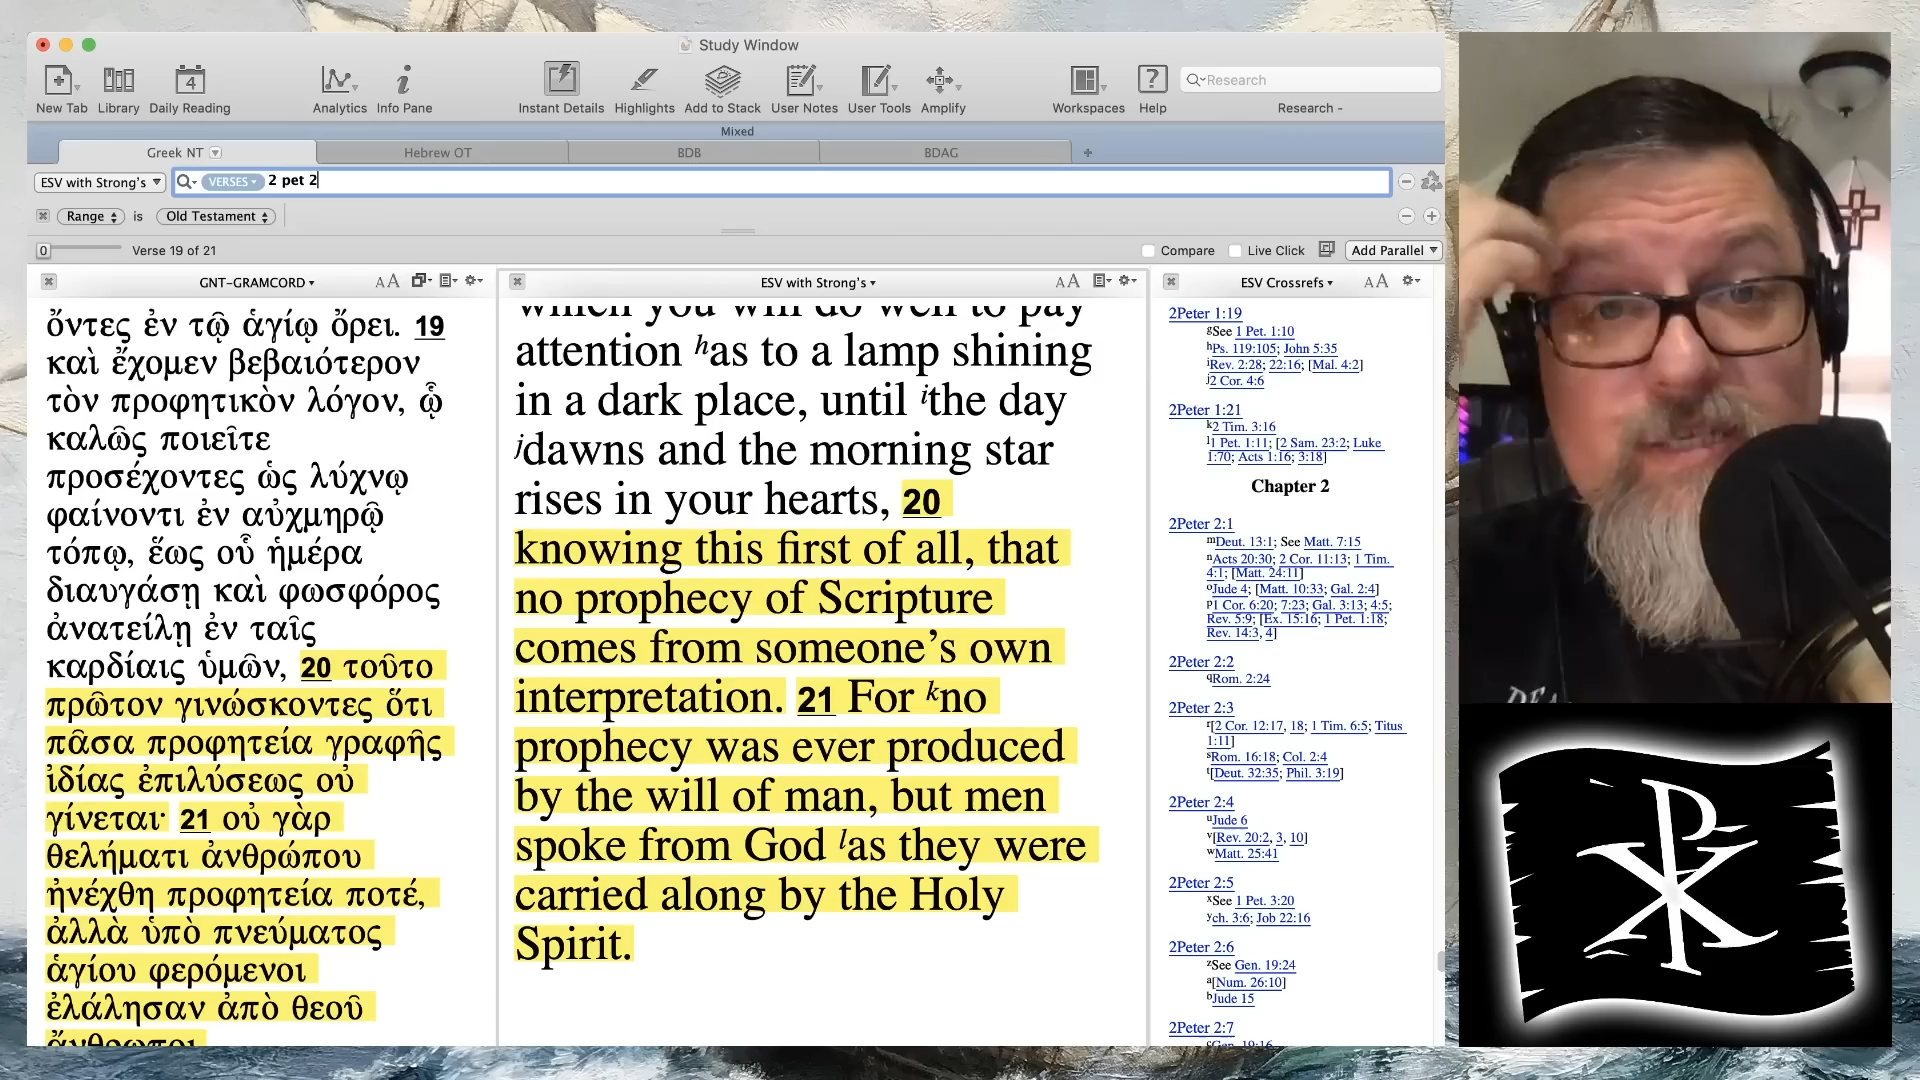 Study Window
New Tab
Library
4
Daily Reading
Analytics
Info Pane
Instant Details
Highlights
Add to Stack
User Notes
User Tools
Amplify
Workspaces
Help
Research
Research
Mixed
Greek NT
Hebrew OT
BDB
BDAG
ESV with Strong's
VERSES
2 pet 2
Range
is
Old Testament
0
Verse 19 of 21
Compare
Live Click
Add Parallel
GNT-GRAMCORD
ὄντες ἐν τῷ ἁγίῳ ὄρει. 19
καὶ ἔχομεν βεβαιότερον
τὸν προφητικὸν λόγον, ᾧ
καλῶς ποιεῖτε
προσέχοντες ὡς λύχνῳ
φαίνοντι ἐν αὐχμηρῷ
τόπῳ, ἕως οὗ ἡμέρα
διαυγάσῃ καὶ φωσφόρος
ἀνατείλῃ ἐν ταῖς
καρδίαις ὑμῶν, 20 τοῦτο
πρῶτον γινώσκοντες ὅτι
πᾶσα προφητεία γραφῆς
ἰδίας ἐπιλύσεως οὐ
γίνεται· 21 οὐ γὰρ
θελήματι ἀνθρώπου
ἠνέχθη προφητεία ποτέ,
ἀλλὰ ὑπὸ πνεύματος
ἁγίου φερόμενοι
ἐλάλησαν ἀπὸ θεοῦ
ἄνθρωποι
ESV with Strong's
which you will do well to pay
attention has to a lamp shining
in a dark place, until ithe day
jdawns and the morning star
rises in your hearts, 20
knowing this first of all, that
no prophecy of Scripture
comes from someone’s own
interpretation. 21 For kno
prophecy was ever produced
by the will of man, but men
spoke from God las they were
carried along by the Holy
Spirit.
ESV Crossrefs
2Peter 1:19
gSee 1 Pet. 1:10
hPs. 119:105; John 5:35
iRev. 2:28; 22:16; [Mal. 4:2]
j2 Cor. 4:6
2Peter 1:21
k2 Tim. 3:16
l1 Pet. 1:11; [2 Sam. 23:2; Luke
1:70; Acts 1:16; 3:18]
Chapter 2
2Peter 2:1
mDeut. 13:1; See Matt. 7:15
nActs 20:30; 2 Cor. 11:13; 1 Tim.
4:1; [Matt. 24:11]
oJude 4; [Matt. 10:33; Gal. 2:4]
p1 Cor. 6:20; 7:23; Gal. 3:13; 4:5;
Rev. 5:9; [Ex. 15:16; 1 Pet. 1:18;
Rev. 14:3, 4]
2Peter 2:2
qRom. 2:24
2Peter 2:3
r[2 Cor. 12:17, 18; 1 Tim. 6:5; Titus
1:11]
sRom. 16:18; Col. 2:4
t[Deut. 32:35; Phil. 3:19]
2Peter 2:4
uJude 6
v[Rev. 20:2, 3, 10]
wMatt. 25:41
2Peter 2:5
xSee 1 Pet. 3:20
ych. 3:6; Job 22:16
2Peter 2:6
zSee Gen. 19:24
a[Num. 26:10]
bJude 15
2Peter 2:7
cGen. 19:16